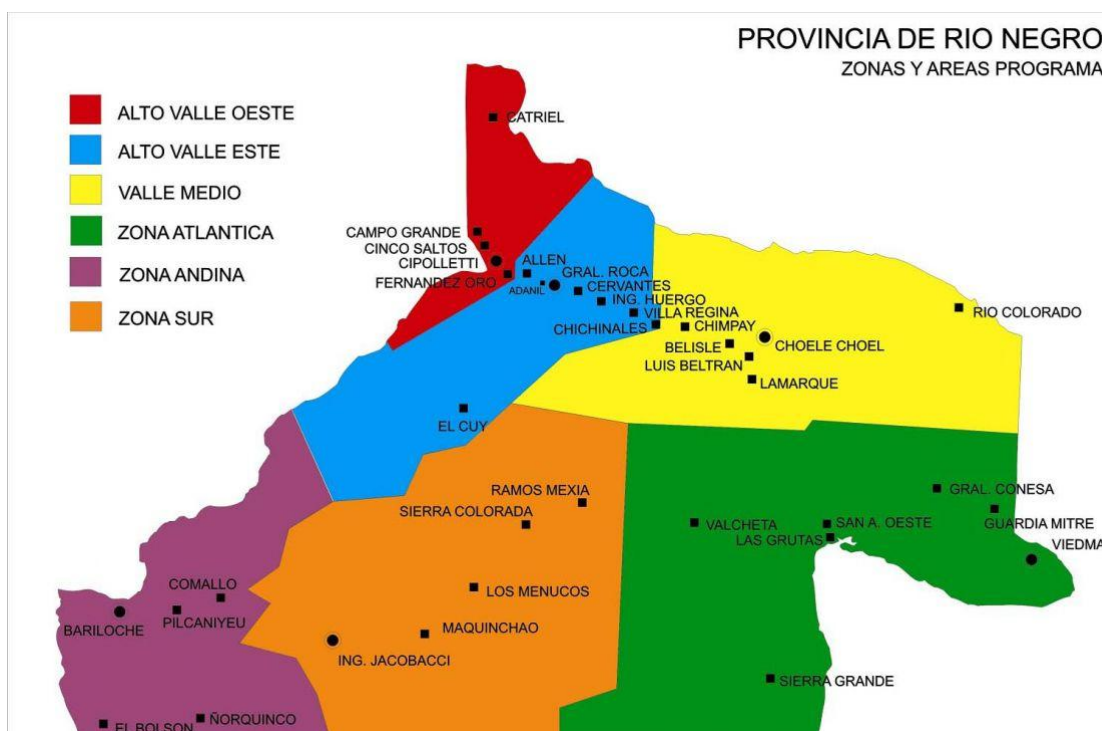 PROVINCIA DE RIO NEGRO
ZONAS Y AREAS PROGRAMA
ALTO VALLE OESTE
ALTO VALLE ESTE
VALLE MEDIO
ZONA ATLANTICA
ZONA ANDINA
ZONA SUR
CATRIEL
CAMPO GRANDE
CINCO SALTOS
CIPOLLETTI
FERNANDEZ ORO
ALLEN
ADANIL
GRAL. ROCA
CERVANTES
ING. HUERGO
VILLA REGINA
CHICHINALES
CHIMPAY
BELISLE
CHOELE CHOEL
LUIS BELTRAN
LAMARQUE
RIO COLORADO
EL CUY
RAMOS MEXIA
SIERRA COLORADA
VALCHETA
SAN A. OESTE
LAS GRUTAS
GRAL. CONESA
GUARDIA MITRE
VIEDMA
COMALLO
PILCANIYEU
BARILOCHE
LOS MENUCOS
MAQUINCHAO
ING. JACOBACCI
SIERRA GRANDE
ÑORQUINCO
EL BOLSON